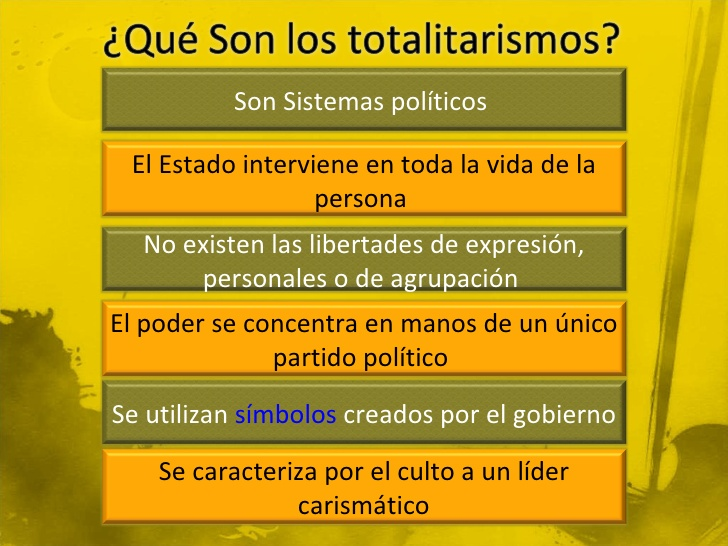 ¿Qué Son los totalitarismos?
Son Sistemas políticos
El Estado interviene en toda la vida de la
persona
No existen las libertades de expresión,
personales o de agrupación
El poder se concentra en manos de un único
partido político
Se utilizan símbolos creados por el gobierno
Se caracteriza por el culto a un líder
carismático